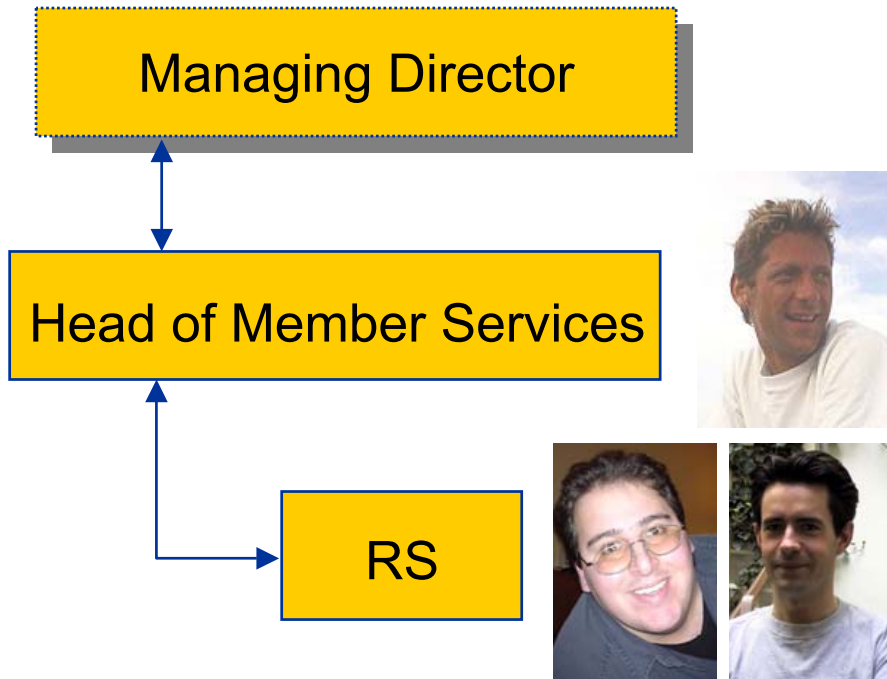 Managing Director
Head of Member Services
RS